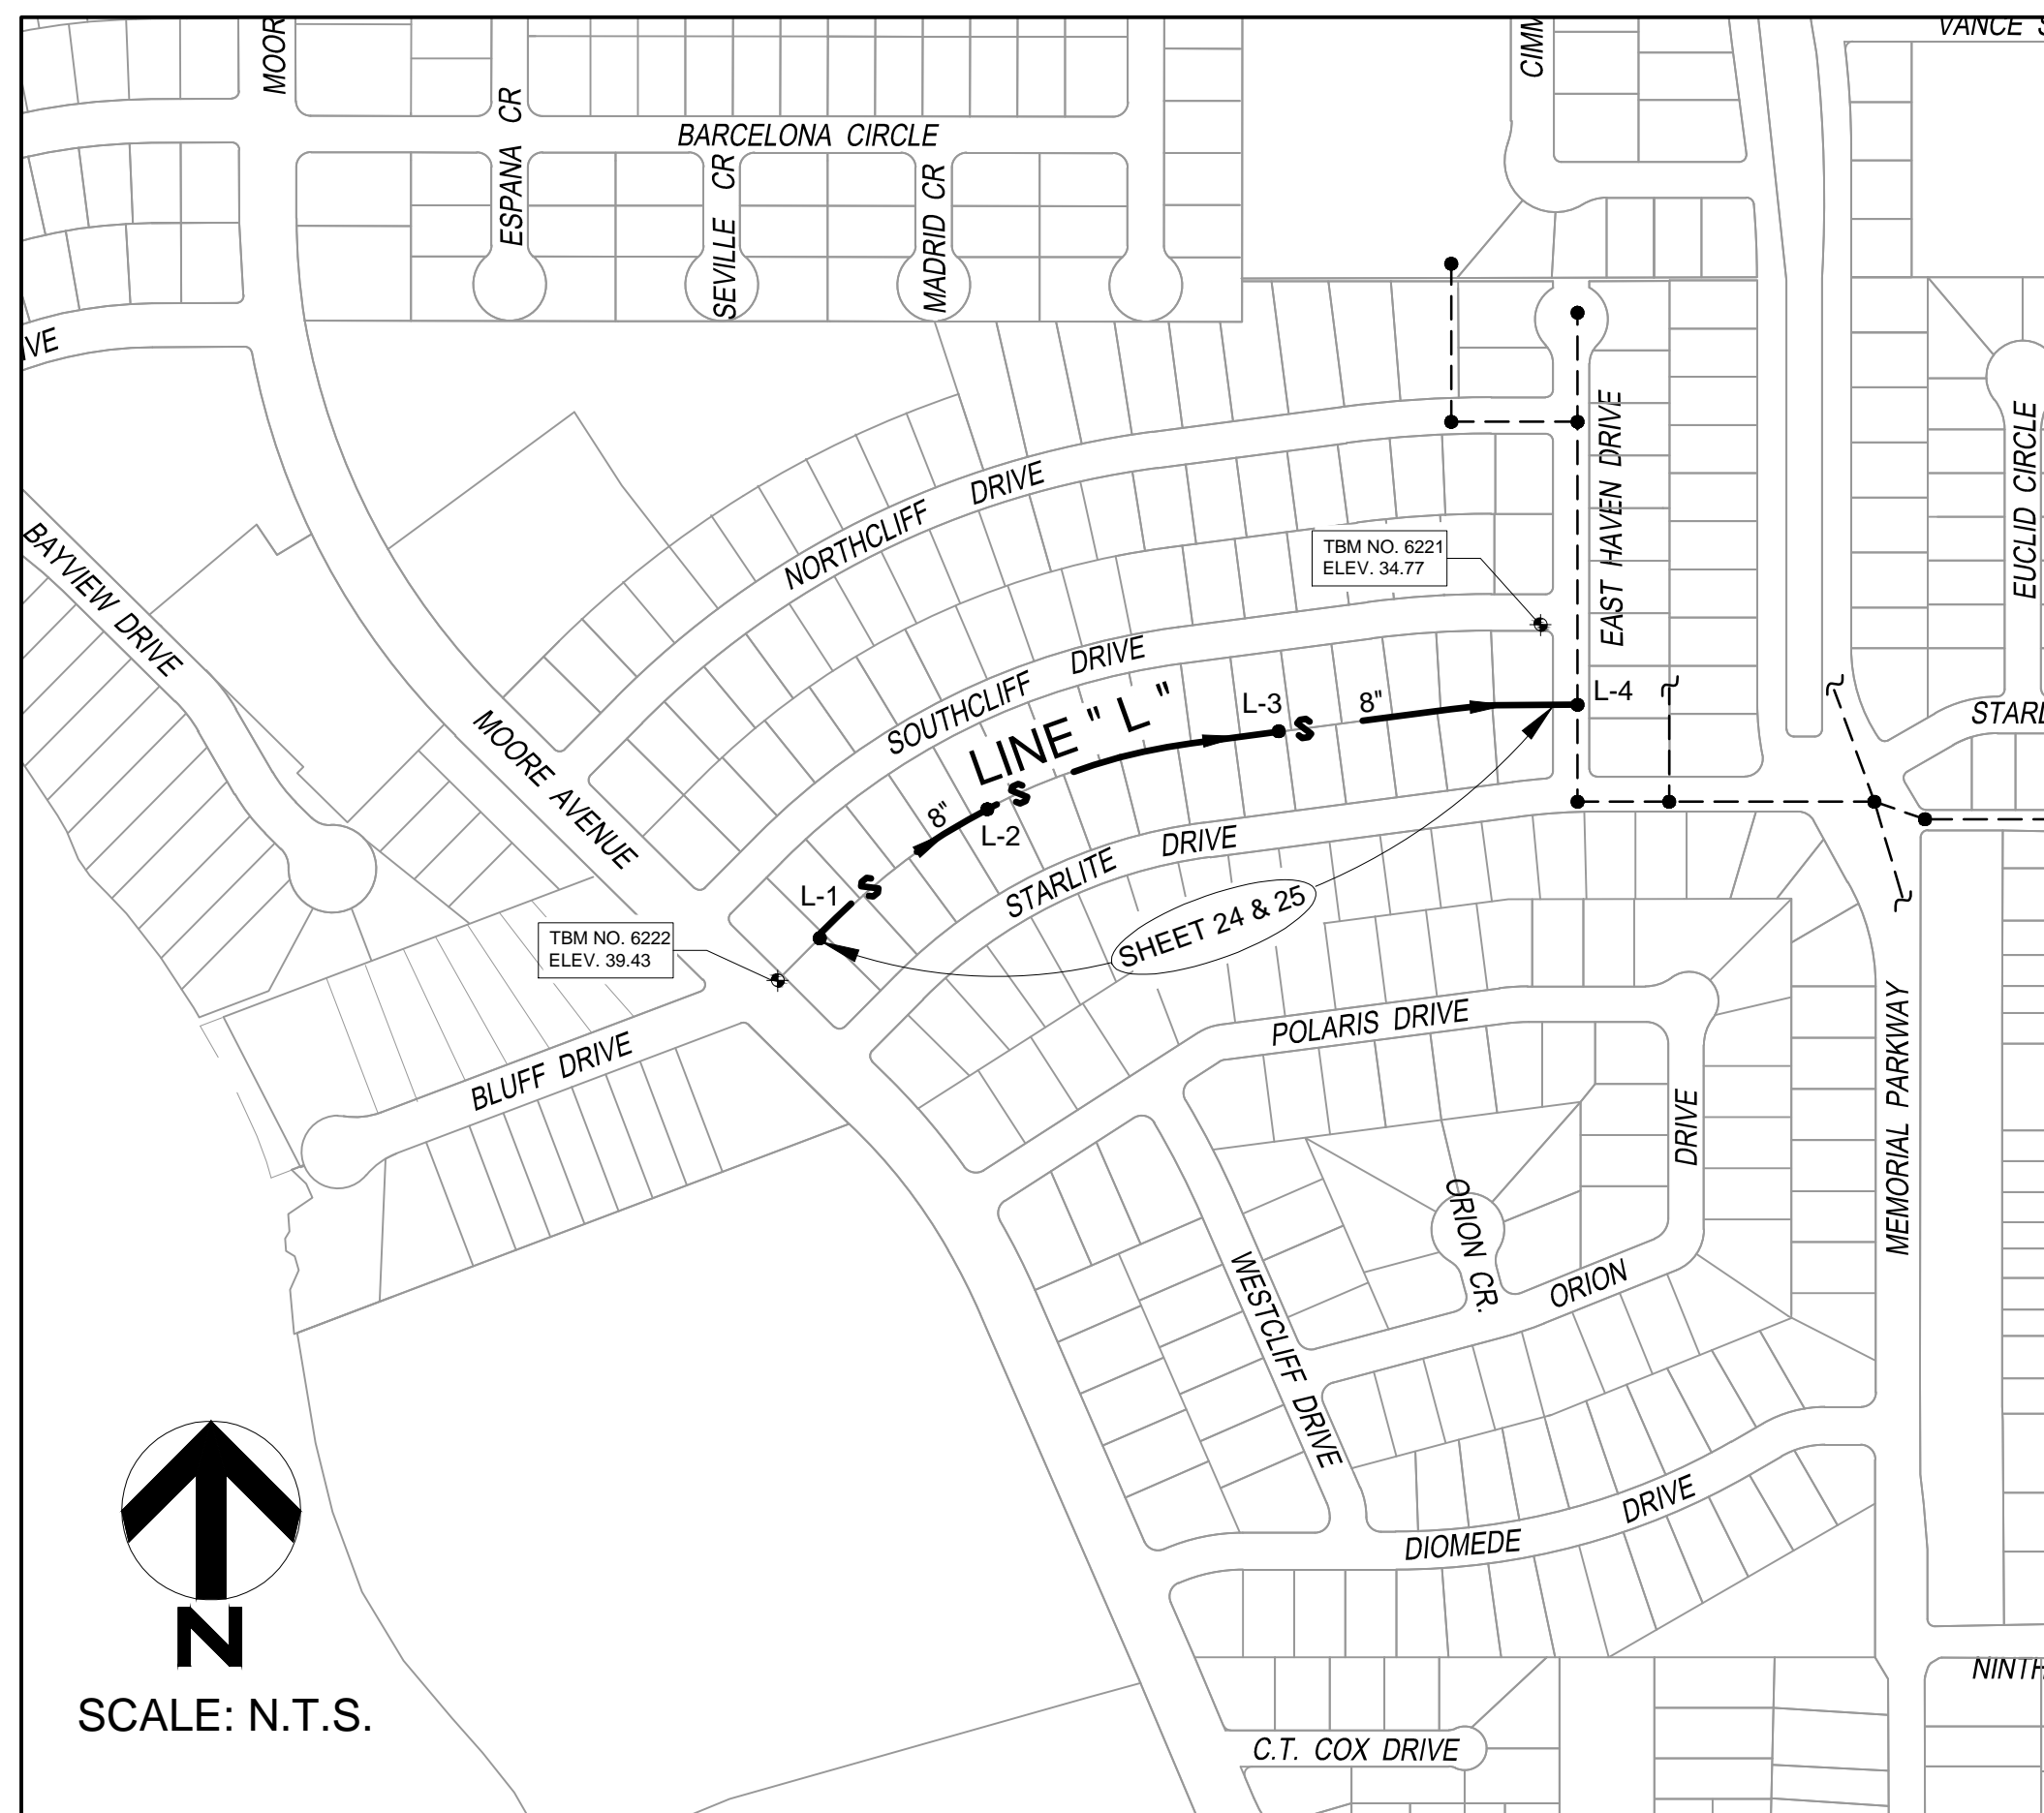 MOOR
CIMM
VANCE S
ESPANA CR
BARCELONA CIRCLE
SEVILLE CR
MADRID CR
IVE
EAST HAVEN DRIVE
EUCLID CIRCLE
NORTHCLIFF DRIVE
BAYVIEW DRIVE
TBM NO. 6221
ELEV. 34.77
SOUTHCLIFF DRIVE
MOORE AVENUE
LINE " L "
L-3
S
8"
L-4
STARL
8"
S
L-2
STARLITE DRIVE
L-1
S
SHEET 24 & 25
TBM NO. 6222
ELEV. 39.43
BLUFF DRIVE
POLARIS DRIVE
DRIVE
MEMORIAL PARKWAY
ORION CR.
ORION
WESTCLIFF DRIVE
DIOMEDE DRIVE
N
SCALE: N.T.S.
NINTH
C.T. COX DRIVE